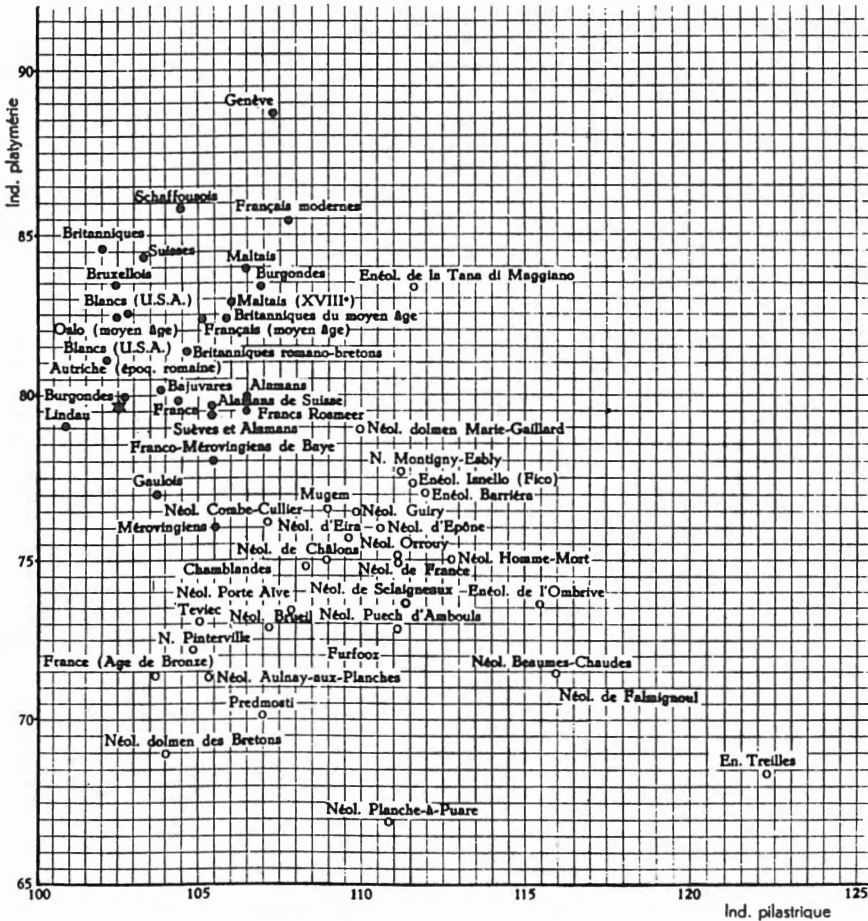 Ind. platymérie
90
Genève
Schaffousois
Français modernes
85
Britanniques
Suisses
Maltais
Bruxellois
Burgondes
Enéol. de la Tana di Maggiano
Blancs (U.S.A.)
Maltais (XVIIIe)
Britanniques du moyen âge
Oslo (moyen âge)
Français (moyen âge)
Blancs (U.S.A.)
Britanniques romano-bretons
Autriche (époq. romaine)
80
Burgondes
Bajuvares
Alamans
Francs
Alamans de Suisse
Lindau
Francs Rosmeer
Suèves et Alamans
Néol. dolmen Marie-Gaillard
Franco-Mérovingiens de Baye
N. Montigny-Esbly
Gaulois
Enéol. Isnello (Fico)
Mugem
Enéol. Barriéra
Néol. Combe-Cullier
Néol. Guiry
Mérovingiens
Néol. d'Eira
Néol. d'Epône
75
Néol. de Châlons
Néol. Orrouy
Néol. Homme-Mort
Chamblandes
Néol. de France
Néol. Porte Aïve
Néol. de Sclaigneaux
Enéol. de l'Ombrive
Teviec
Néol. Brueil
Néol. Puech d'Ambouls
N. Pinterville
Furfooz
France (Age de Bronze)
Néol. Beaumes-Chaudes
Néol. Aulnay-aux-Planches
Néol. de Falmignoul
Predmosti
70
Néol. dolmen des Bretons
En. Treilles
Néol. Planche-à-Puare
65
100 105 110 115 120 125
Ind. pilastrique